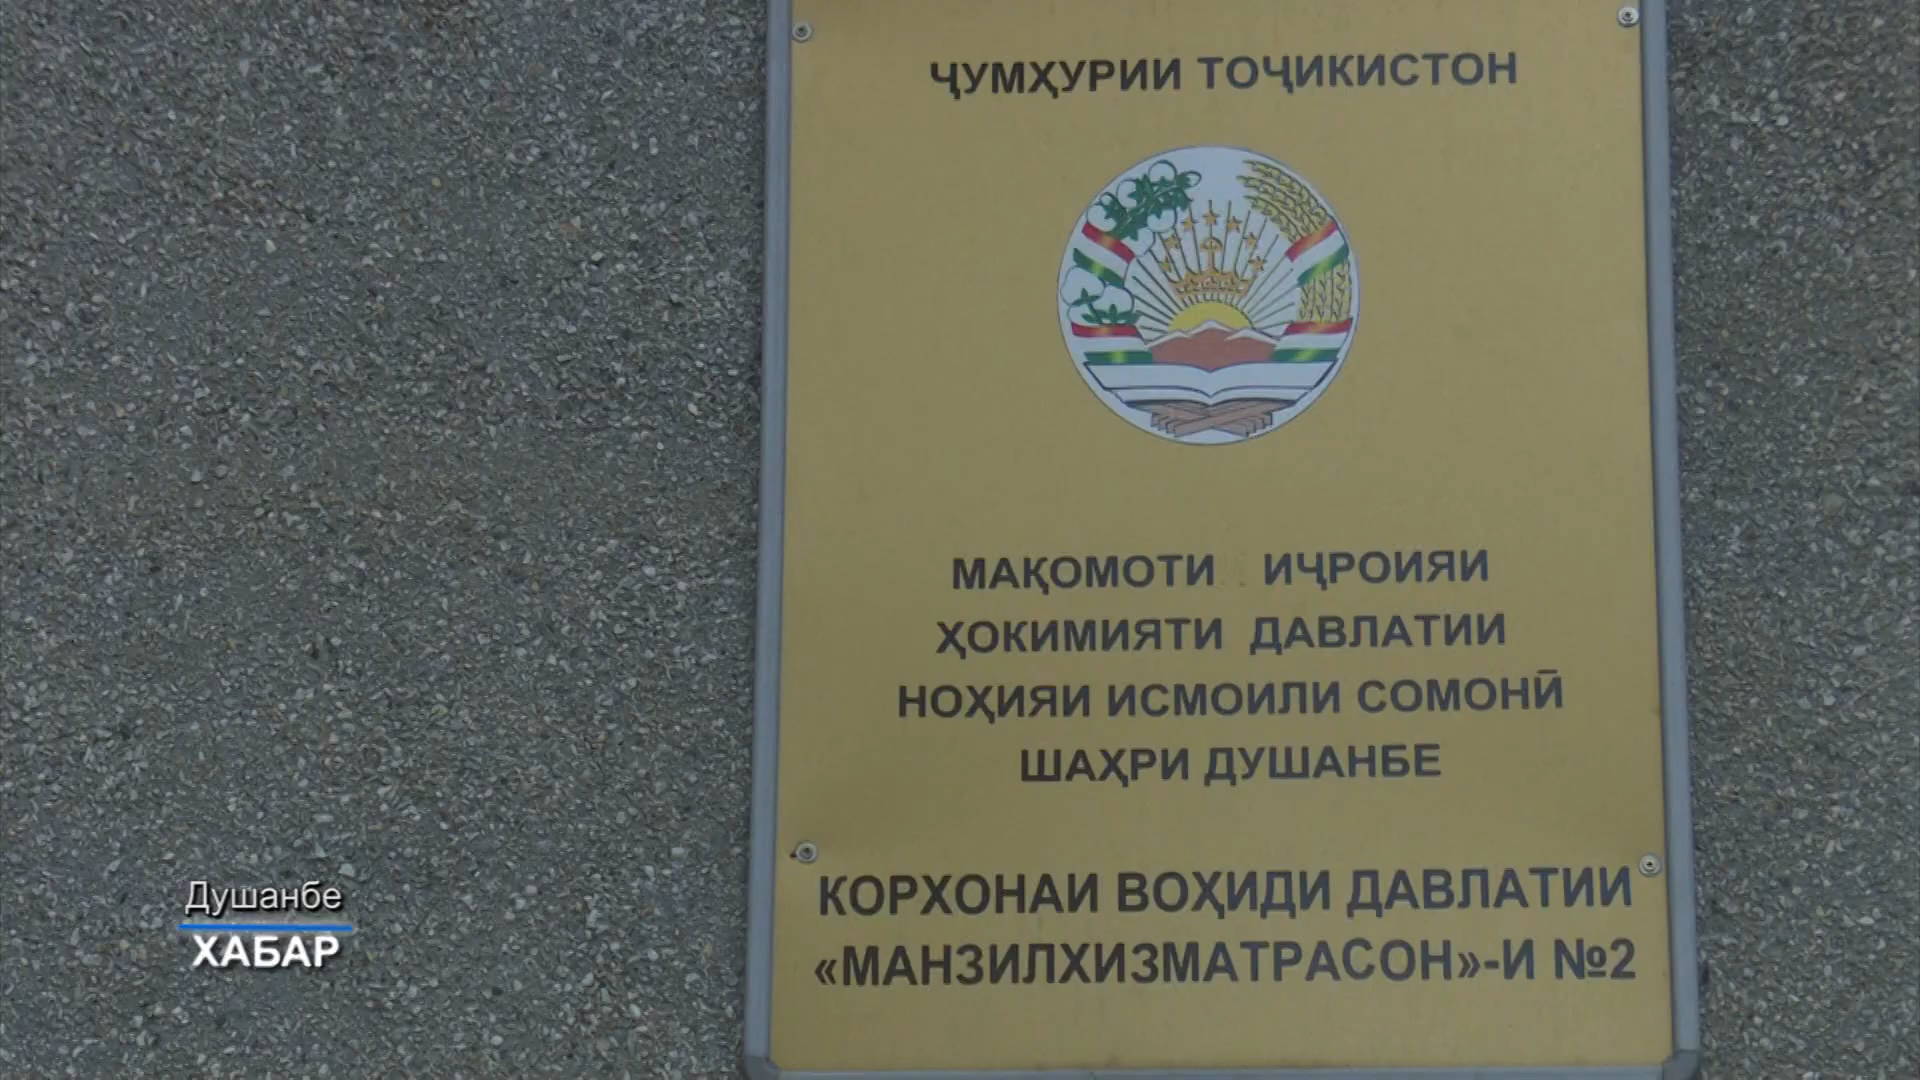 ҶУМҲУРИИ ТОҶИКИСТОН
МАҚОМОТИ ИҶРОИЯИ
ҲОКИМИЯТИ ДАВЛАТИИ
НОҲИЯИ ИСМОИЛИ СОМОНӢ
ШАҲРИ ДУШАНБЕ
КОРХОНАИ ВОҲИДИ ДАВЛАТИИ
«МАНЗИЛХИЗМАТРАСОН»-И №2
Душанбе
ХАБАР